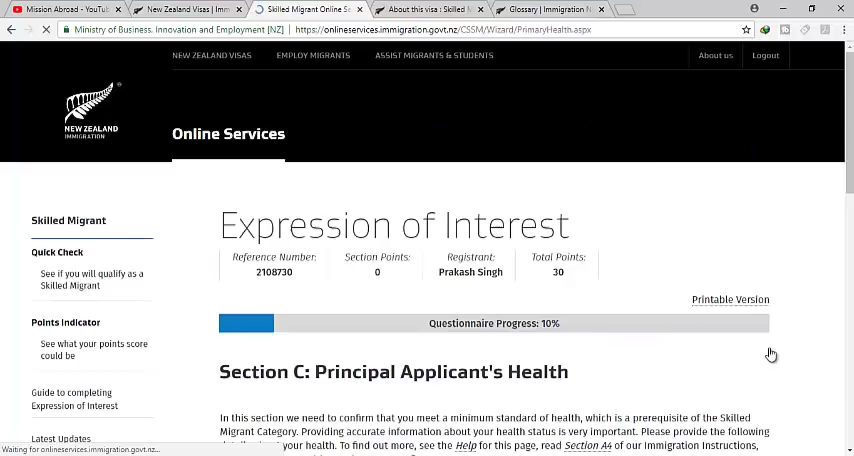 Mission Abroad - YouTu
New Zealand Visas | Imm
Skilled Migrant Online Se
About this visa : Skilled M
Glossary | Immigration N
Ministry of Business. Innovation and Employment [NZ]
https://onlineservices.immigration.govt.nz/CSSM/Wizard/PrimaryHealth.aspx
NEW ZEALAND VISAS
EMPLOY MIGRANTS
ASSIST MIGRANTS & STUDENTS
About us
Logout
NEW ZEALAND
IMMIGRATION
Online Services
Skilled Migrant
Quick Check
See if you will qualify as a
Skilled Migrant
Points Indicator
See what your points score
could be
Guide to completing
Expression of Interest
Latest Updates
Expression of Interest
Reference Number:
2108730
Section Points:
0
Registrant:
Prakash Singh
Total Points:
30
Printable Version
Questionnaire Progress: 10%
Section C: Principal Applicant's Health
In this section we need to confirm that you meet a minimum standard of health, which is a prerequisite of the Skilled
Migrant Category. Providing accurate information about your health status is very important. Please provide the following
your health. To find out more, see the Help for this page, read Section A4 of our Immigration Instructions,
Waiting for onlineservices.immigration.govt.nz...